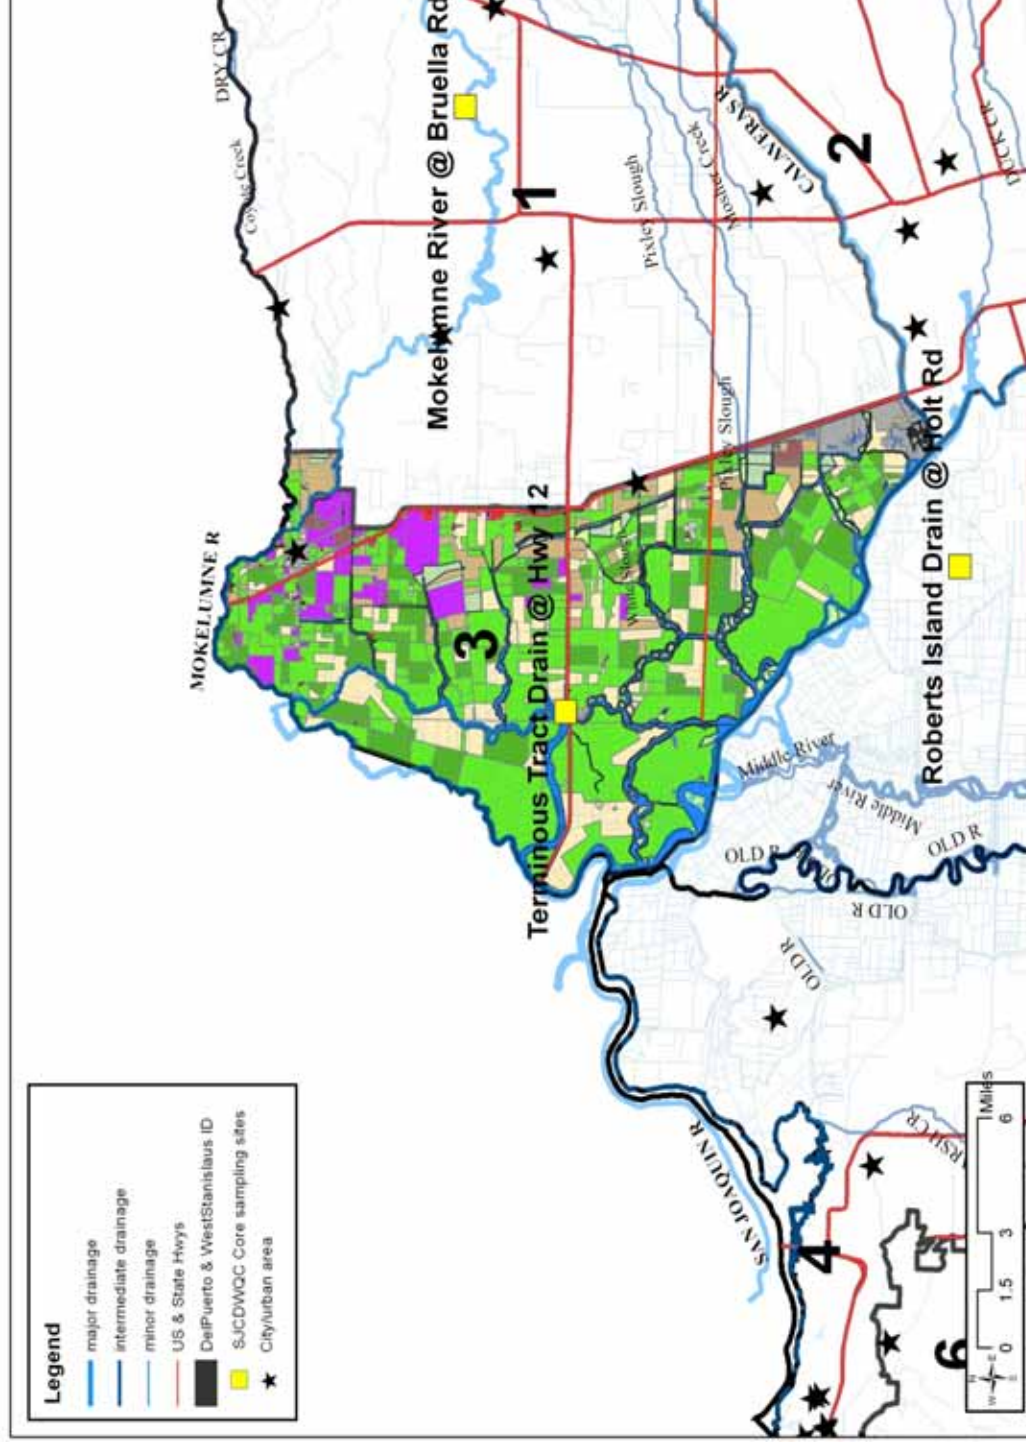 Legend
major drainage
intermediate drainage
minor drainage
US & State Hwys
DelPuerto & WestStanislaus ID
SJCDWQC Core sampling sites
City/urban area
DRY CR
Coyote Creek
MOKELUMNE R
Mokelumne River @ Bruella Rd
1
2
3
4
6
Pixley Slough
Mosher Creek
CALAVERAS R
DUCK CR
Pixley Slough
White Slough
Terminous Tract Drain @ Hwy 12
Roberts Island Drain @ Holt Rd
Middle River
Middle River
OLD R
OLD R
OLD R
OLD R
SAN JOAQUIN R
MARSH CR
0 1.5 3 6
Miles
N
W E
S